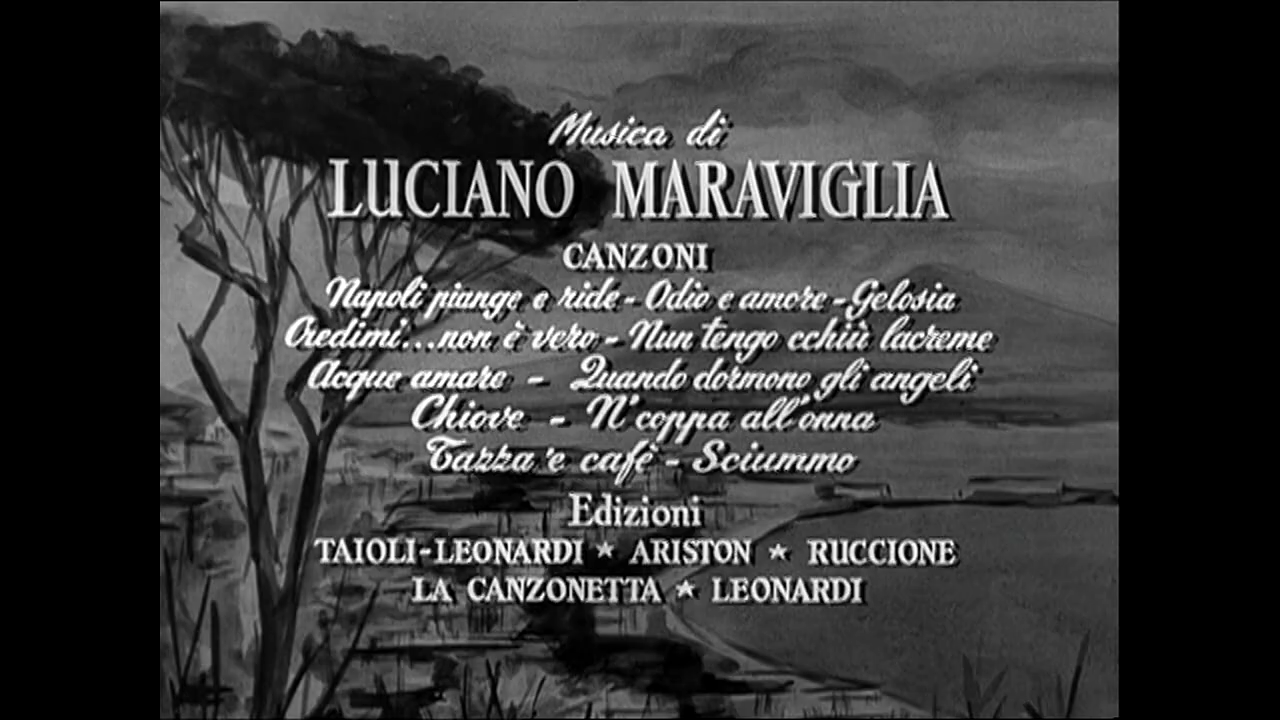 Musica di
LUCIANO MARAVIGLIA
CANZONI
Napoli piange e ride - Odio e amore - Gelosia
Credimi...non è vero - Nun tengo cchiù lacreme
Acque amare - Quando dormono gli angeli
Chiove - N'coppa all'onna
Tazza 'e cafè - Sciummo
Edizioni
TAIOLI-LEONARDI ★ ARISTON ★ RUCCIONE
LA CANZONETTA ★ LEONARDI